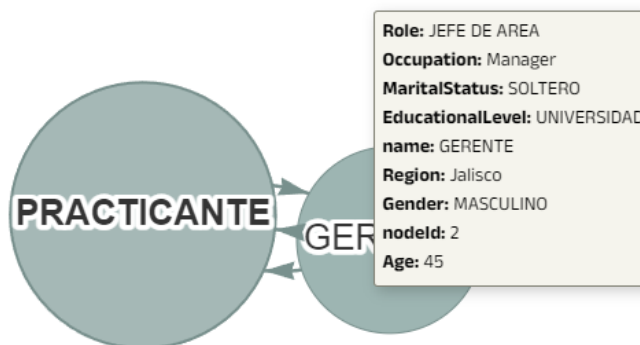 PRACTICANTE
GER
Role: JEFE DE AREA
Occupation: Manager
MaritalStatus: SOLTERO
EducationalLevel: UNIVERSIDAD
name: GERENTE
Region: Jalisco
Gender: MASCULINO
nodeId: 2
Age: 45